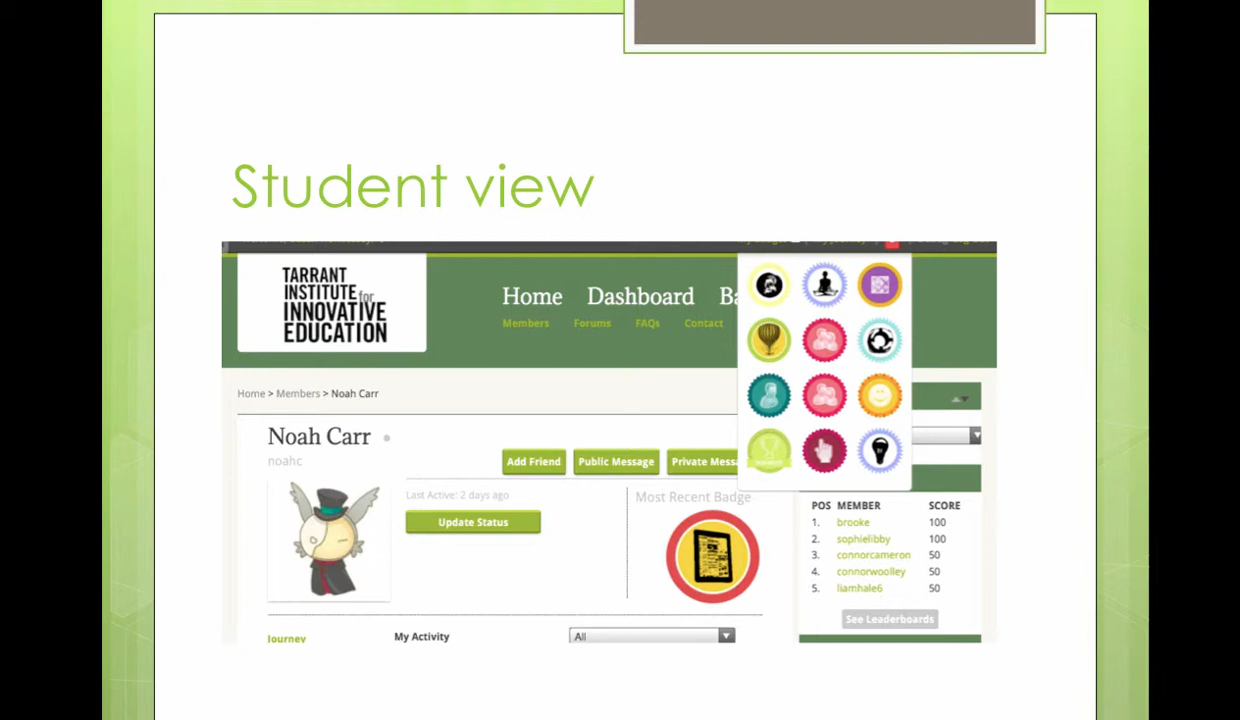 Student view
TARRANT
INSTITUTE for
INNOVATIVE
EDUCATION
Home Dashboard
Members Forums FAQs Contact
Home > Members > Noah Carr
Noah Carr
noahc
Add Friend Public Message Private
Last Active: 2 days ago
Update Status
Most Recent Badge
POS MEMBER SCORE
1. brooke 100
2. sophielibby 100
3. connorcameron 50
4. connorwoolley 50
5. liamhale6 50
See Leaderboards
Journey My Activity All